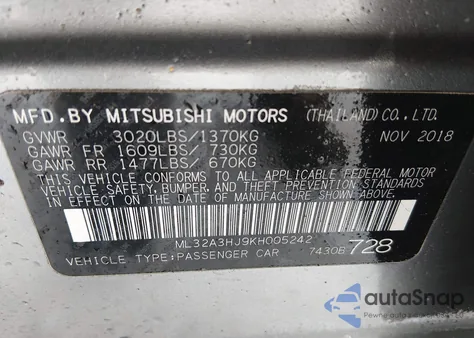 MFD.BY MITSUBISHI MOTORS (THAILAND) CO., LTD.
GVWR 3020LBS/1370KG NOV 2018
GAWR FR 1609LBS/ 730KG
GAWR RR 1477LBS/ 670KG
THIS VEHICLE CONFORMS TO ALL APPLICABLE FEDERAL MOTOR
VEHICLE SAFETY, BUMPER, AND THEFT PREVENTION STANDARDS
IN EFFECT ON THE DATE OF MANUFACTURE SHOWN ABOVE.
ML32A3HJ9KH005242
VEHICLE TYPE:PASSENGER CAR 7430B 728
autoSnap
Pewne auto